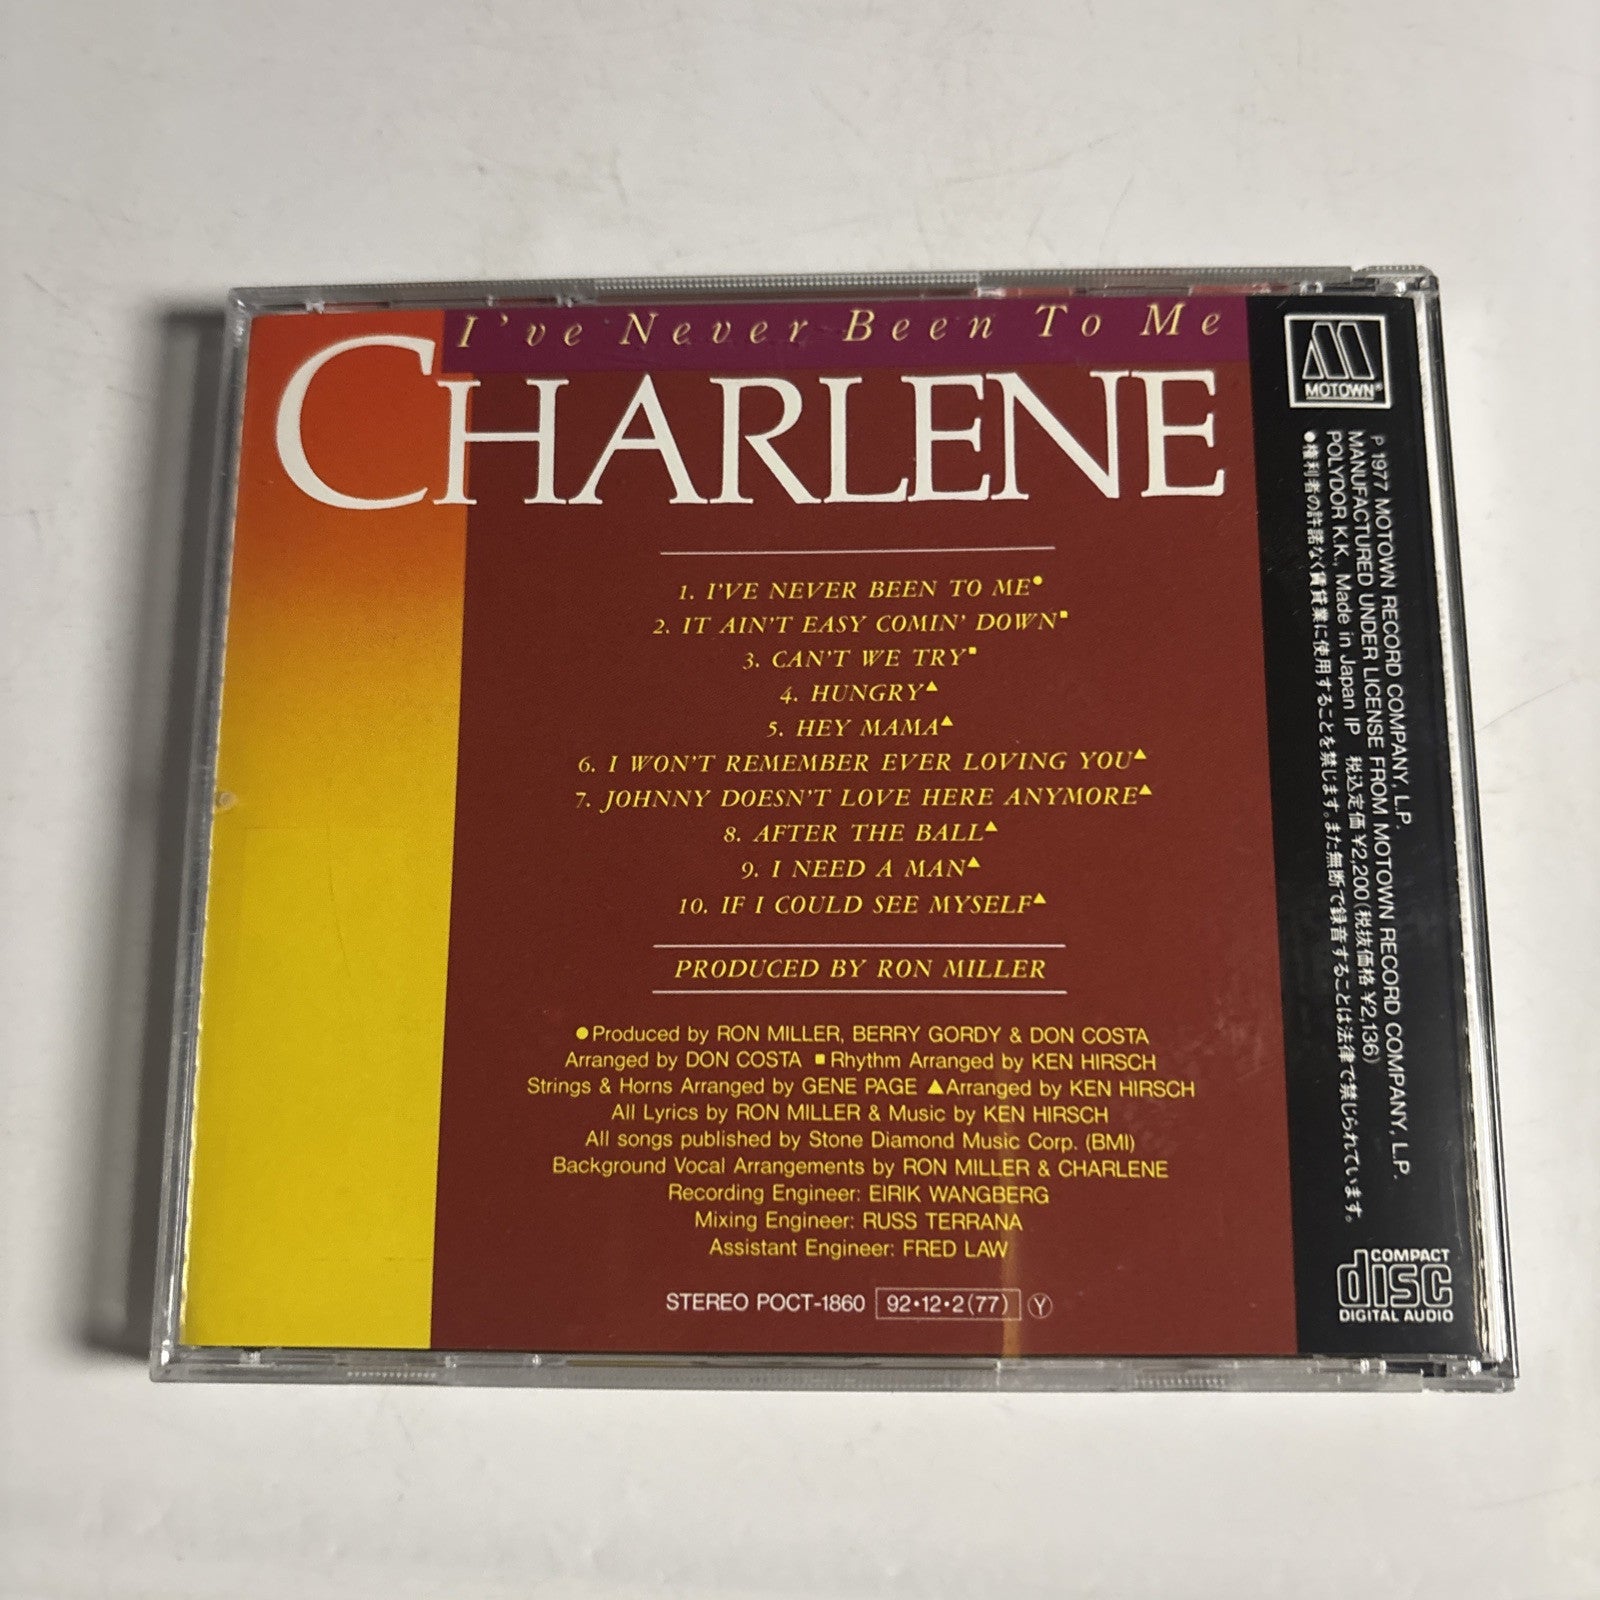 I've Never Been To Me
CHARLENE
1. I'VE NEVER BEEN TO ME●
2. IT AIN'T EASY COMIN' DOWN■
3. CAN'T WE TRY■
4. HUNGRY▲
5. HEY MAMA▲
6. I WON'T REMEMBER EVER LOVING YOU▲
7. JOHNNY DOESN'T LOVE HERE ANYMORE▲
8. AFTER THE BALL▲
9. I NEED A MAN▲
10. IF I COULD SEE MYSELF▲
PRODUCED BY RON MILLER
●Produced by RON MILLER, BERRY GORDY & DON COSTA
Arranged by DON COSTA ■Rhythm Arranged by KEN HIRSCH
Strings & Horns Arranged by GENE PAGE ▲Arranged by KEN HIRSCH
All Lyrics by RON MILLER & Music by KEN HIRSCH
All songs published by Stone Diamond Music Corp. (BMI)
Background Vocal Arrangements by RON MILLER & CHARLENE
Recording Engineer: EIRIK WANGBERG
Mixing Engineer: RUSS TERRANA
Assistant Engineer: FRED LAW
STEREO POCT-1860 92・12・2(77) Ⓨ
MOTOWN®
℗ 1977 MOTOWN RECORD COMPANY, L.P.
MANUFACTURED UNDER LICENSE FROM MOTOWN RECORD COMPANY, L.P.
POLYDOR K.K., Made in Japan IP 税込定価 ¥2,200(税抜価格 ¥2,136)
●権利者の許諾なく賃貸業に使用することを禁じます。また無断で録音することは法律で禁じられています。
COMPACT
disc
DIGITAL AUDIO